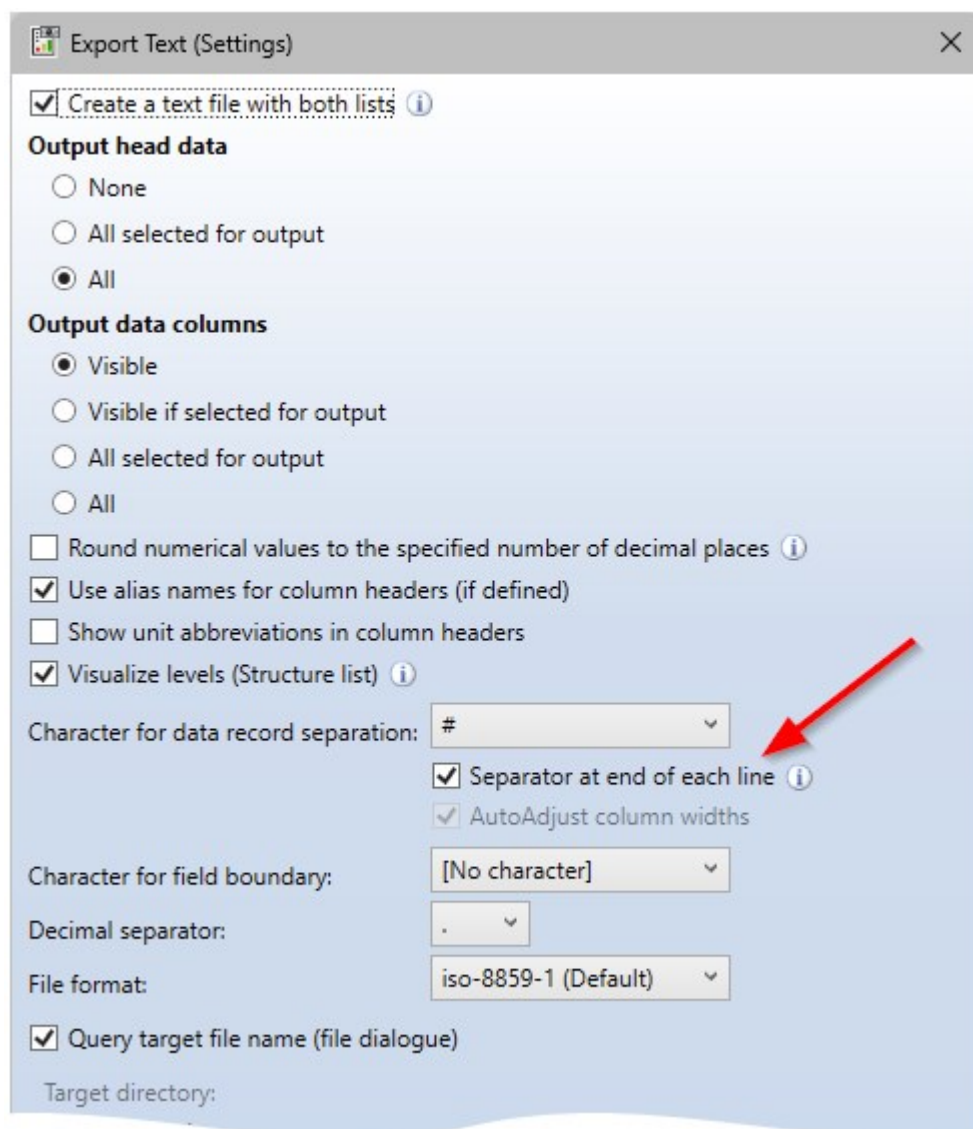 Export Text (Settings)
Create a text file with both lists
Output head data
None
All selected for output
All
Output data columns
Visible
Visible if selected for output
All selected for output
All
Round numerical values to the specified number of decimal places
Use alias names for column headers (if defined)
Show unit abbreviations in column headers
Visualize levels (Structure list)
Character for data record separation: #
Separator at end of each line
AutoAdjust column widths
Character for field boundary: [No character]
Decimal separator: .
File format: iso-8859-1 (Default)
Query target file name (file dialogue)
Target directory: